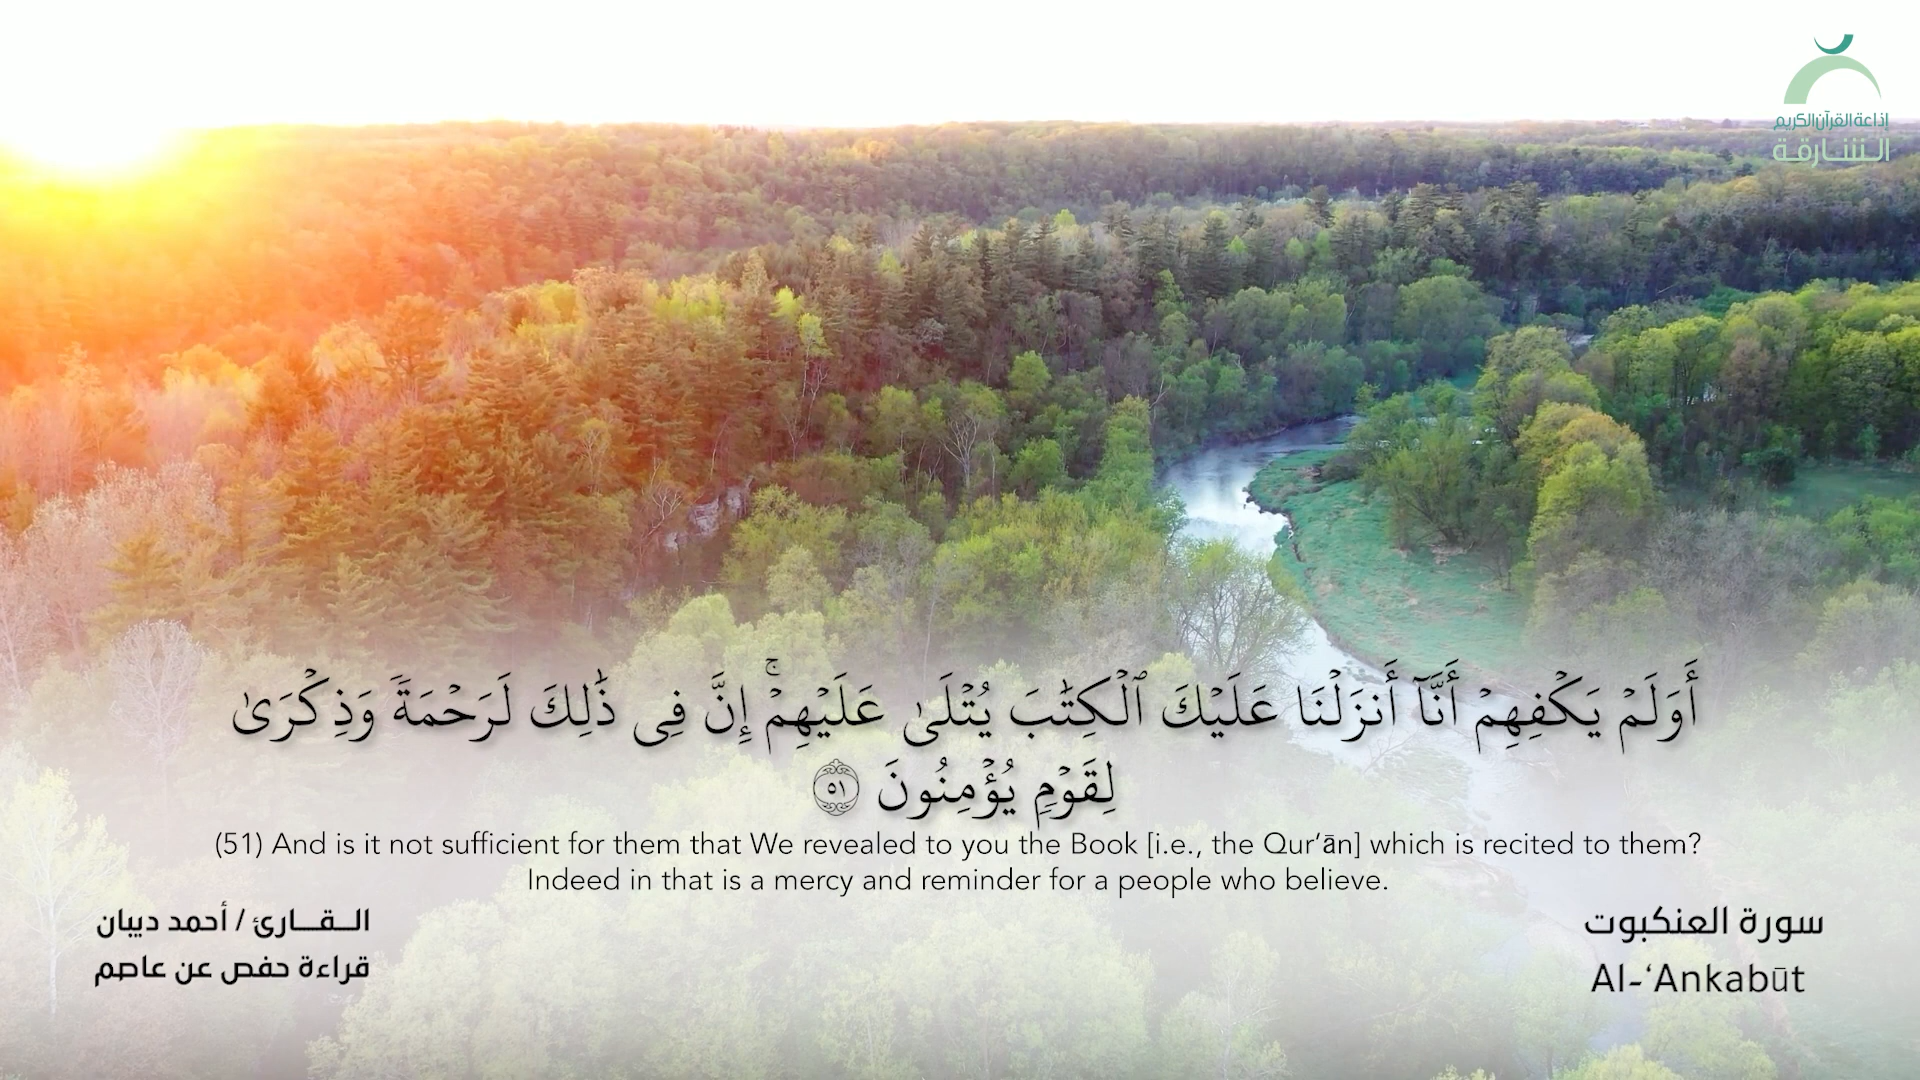 إذاعة القرآن الكريم
الشارقة
أَوَلَمْ يَكْفِهِمْ أَنَّآ أَنزَلْنَا عَلَيْكَ ٱلْكِتَٰبَ يُتْلَىٰ عَلَيْهِمْ ۚ إِنَّ فِى ذَٰلِكَ لَرَحْمَةً وَذِكْرَىٰ
لِقَوْمٍ يُؤْمِنُونَ ٥١
(51) And is it not sufficient for them that We revealed to you the Book [i.e., the Qur’ān] which is recited to them?
Indeed in that is a mercy and reminder for a people who believe.
سورة العنكبوت
Al-‘Ankabūt
القارئ / أحمد ديبان
قراءة حفص عن عاصم